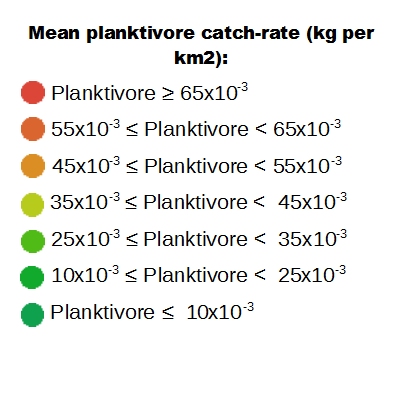 Mean planktivore catch-rate (kg per
km2):
Planktivore ≥ 65x10⁻³
55x10⁻³ ≤ Planktivore < 65x10⁻³
45x10⁻³ ≤ Planktivore < 55x10⁻³
35x10⁻³ ≤ Planktivore < 45x10⁻³
25x10⁻³ ≤ Planktivore < 35x10⁻³
10x10⁻³ ≤ Planktivore < 25x10⁻³
Planktivore ≤ 10x10⁻³